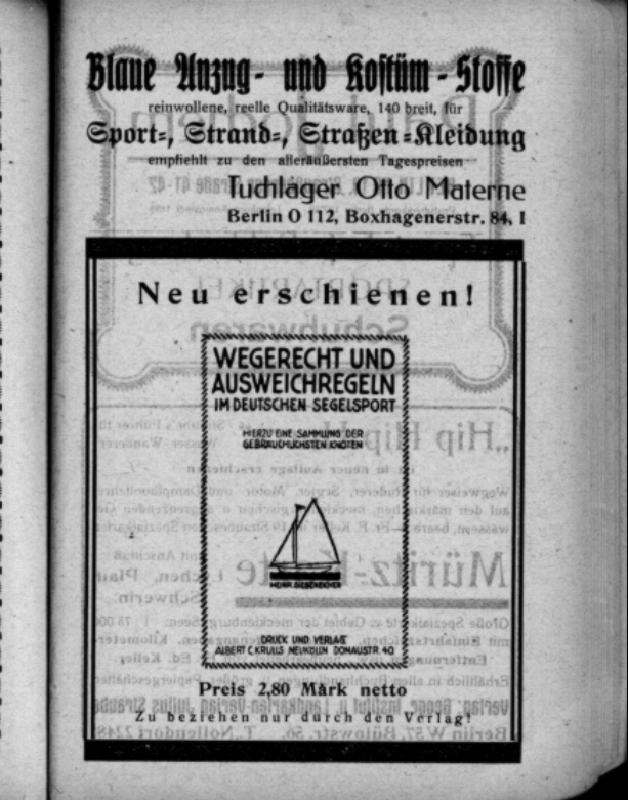 Blaue Anzug- und Kostüm-Stoffe
reinwollene, reelle Qualitätsware, 140 breit, für
Sport-, Strand-, Straßen-Kleidung
empfiehlt zu den alleräußersten Tagespreisen
Tuchlager Otto Materne
Berlin O 112, Boxhagenerstr. 84, I
Neu erschienen!
WEGERECHT UND
AUSWEICHREGELN
IM DEUTSCHEN SEGELSPORT
HIERZU EINE SAMMLUNG DER
GEBRÄUCHLICHSTEN KNOTEN
DRUCK UND VERLAG
ALBERT C. KRULLS NEUKÖLLN DONAUSTR. 40
Preis 2,80 Mark netto
Zu beziehen nur durch den Verlag!